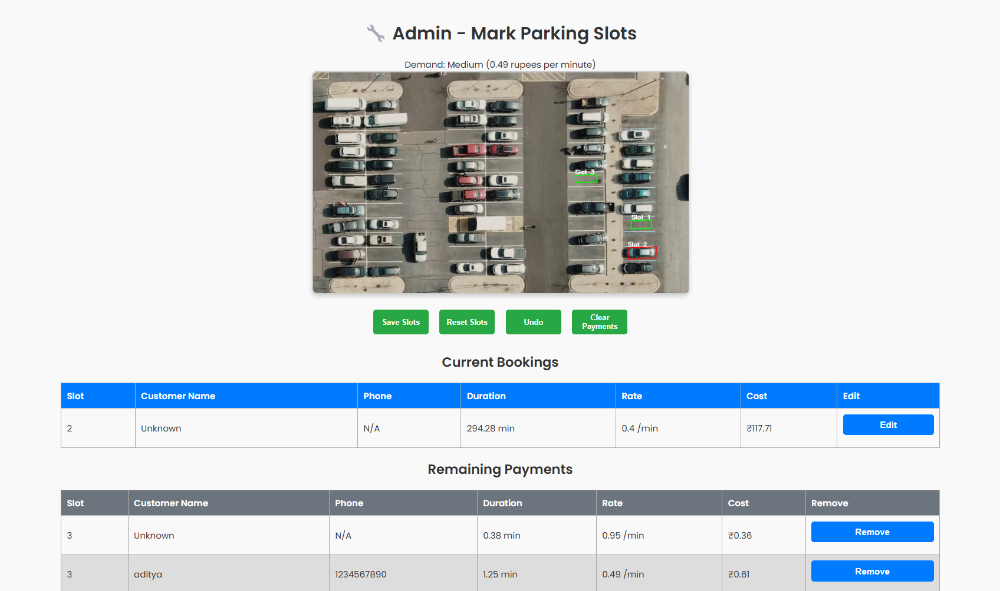 Admin - Mark Parking Slots
Demand: Medium (0.49 rupees per minute)
Slot 3
Slot 1
Slot 2
Save Slots Reset Slots Undo Clear Payments
Current Bookings
Slot Customer Name Phone Duration Rate Cost Edit
2 Unknown N/A 294.28 min 0.4 /min ₹117.71 Edit
Remaining Payments
Slot Customer Name Phone Duration Rate Cost Remove
3 Unknown N/A 0.38 min 0.95 /min ₹0.36 Remove
3 aditya 1234567890 1.25 min 0.49 /min ₹0.61 Remove